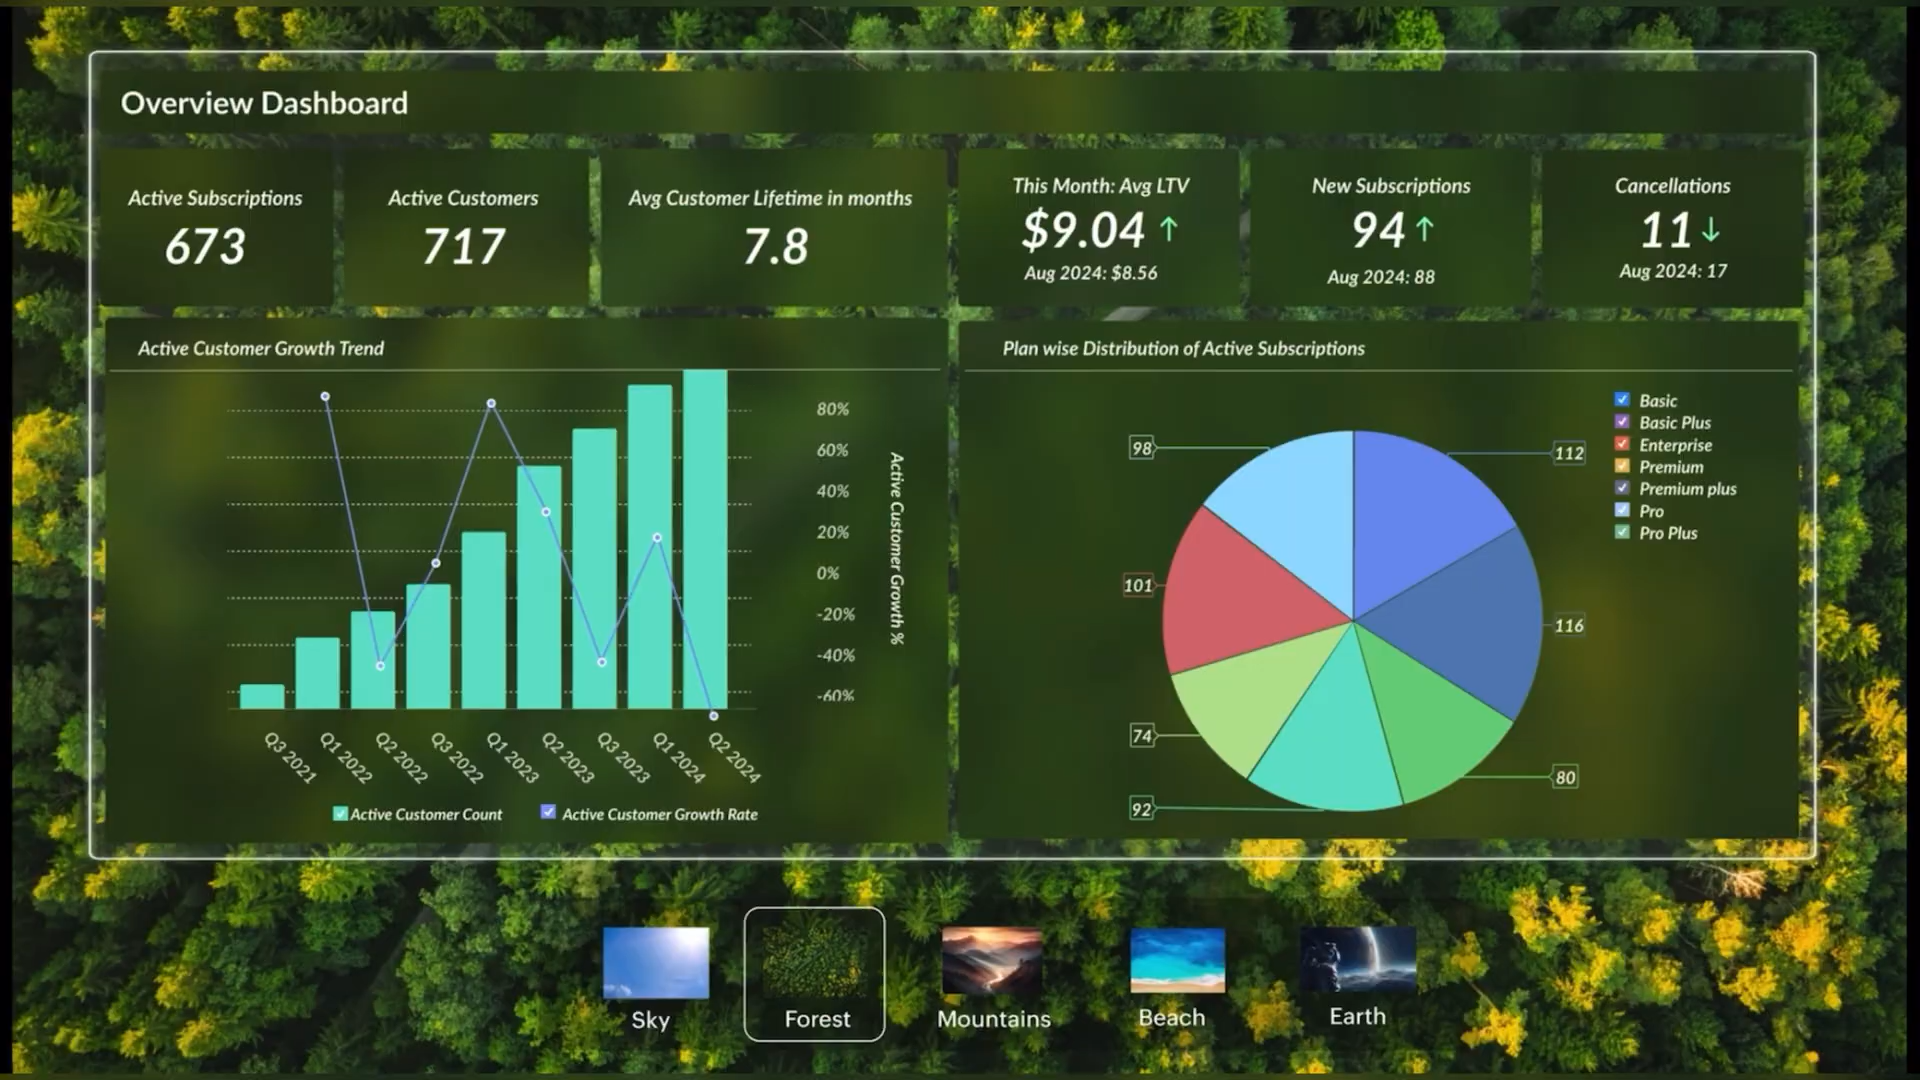 Overview Dashboard
Active Subscriptions
673
Active Customers
717
Avg Customer Lifetime in months
7.8
This Month: Avg LTV
$9.04 ↑
Aug 2024: $8.56
New Subscriptions
94 ↑
Aug 2024: 88
Cancellations
11 ↓
Aug 2024: 17
Active Customer Growth Trend
80%
60%
40%
20%
0%
-20%
-40%
-60%
Active Customer Growth %
Q3 2021
Q1 2022
Q2 2022
Q3 2022
Q1 2023
Q2 2023
Q3 2023
Q1 2024
Q2 2024
Active Customer Count
Active Customer Growth Rate
Plan wise Distribution of Active Subscriptions
98
112
101
116
74
80
92
Basic
Basic Plus
Enterprise
Premium
Premium plus
Pro
Pro Plus
Sky
Forest
Mountains
Beach
Earth